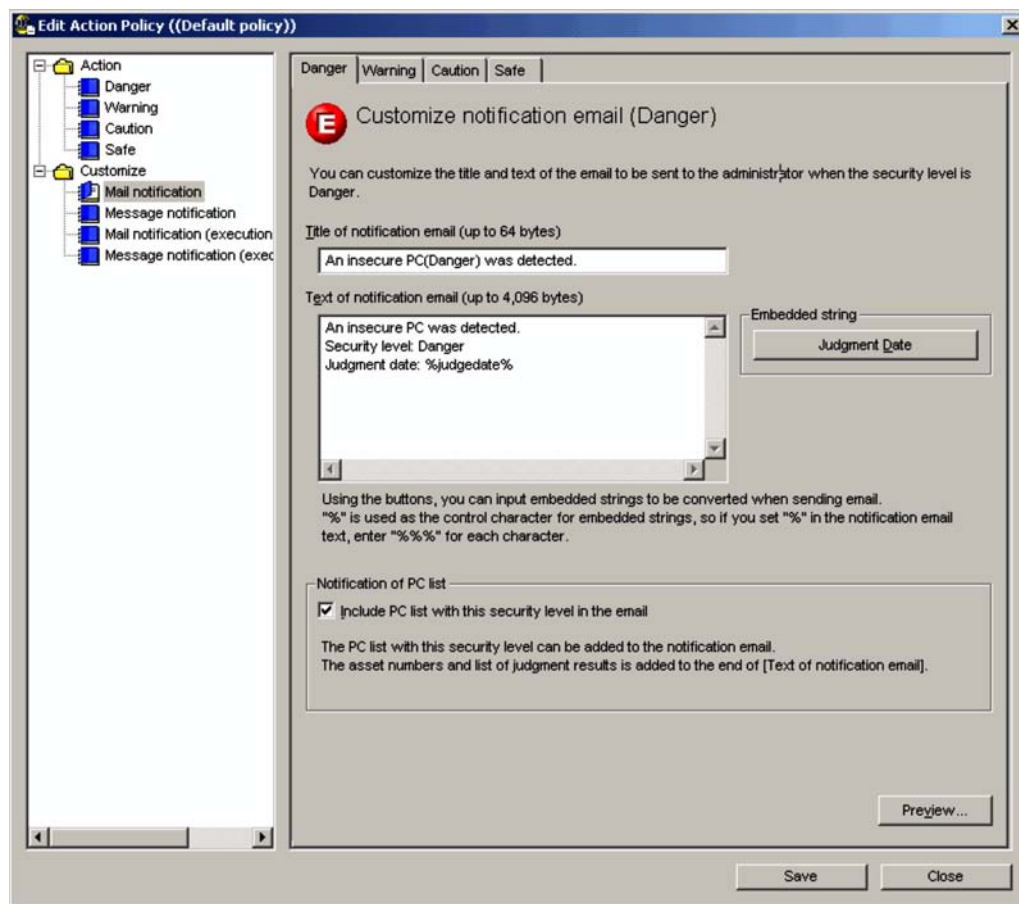 Edit Action Policy ((Default policy))
Action
Danger
Warning
Caution
Safe
Customize
Mail notification
Message notification
Mail notification (execution
Message notification (exec
Danger
Warning
Caution
Safe
E
Customize notification email (Danger)
You can customize the title and text of the email to be sent to the administrator when the security level is
Danger.
Title of notification email (up to 64 bytes)
An insecure PC(Danger) was detected.
Text of notification email (up to 4,096 bytes)
An insecure PC was detected.
Security level: Danger
Judgment date: %judgedate%
Embedded string
Judgment Date
Using the buttons, you can input embedded strings to be converted when sending email.
"%" is used as the control character for embedded strings, so if you set "%" in the notification email
text, enter "%%%" for each character.
Notification of PC list
Include PC list with this security level in the email
The PC list with this security level can be added to the notification email.
The asset numbers and list of judgment results is added to the end of [Text of notification email].
Preview...
Save
Close